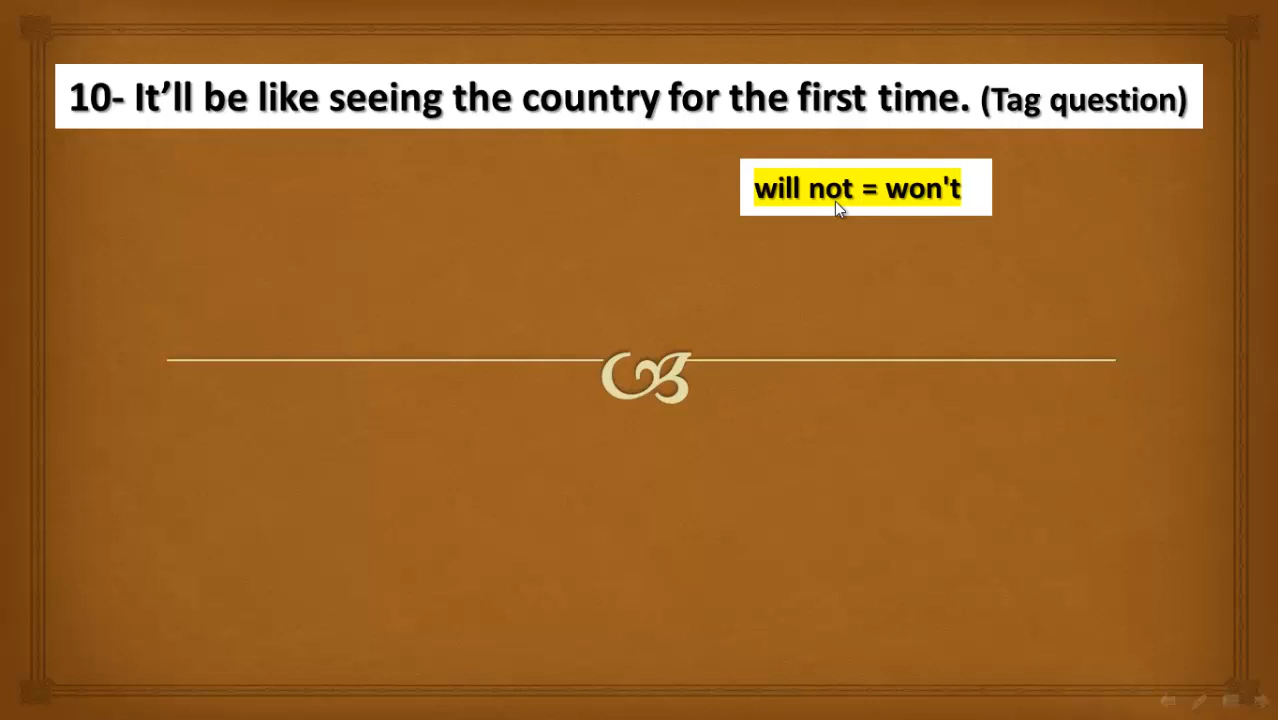 10- It’ll be like seeing the country for the first time. (Tag question)
will not = won't